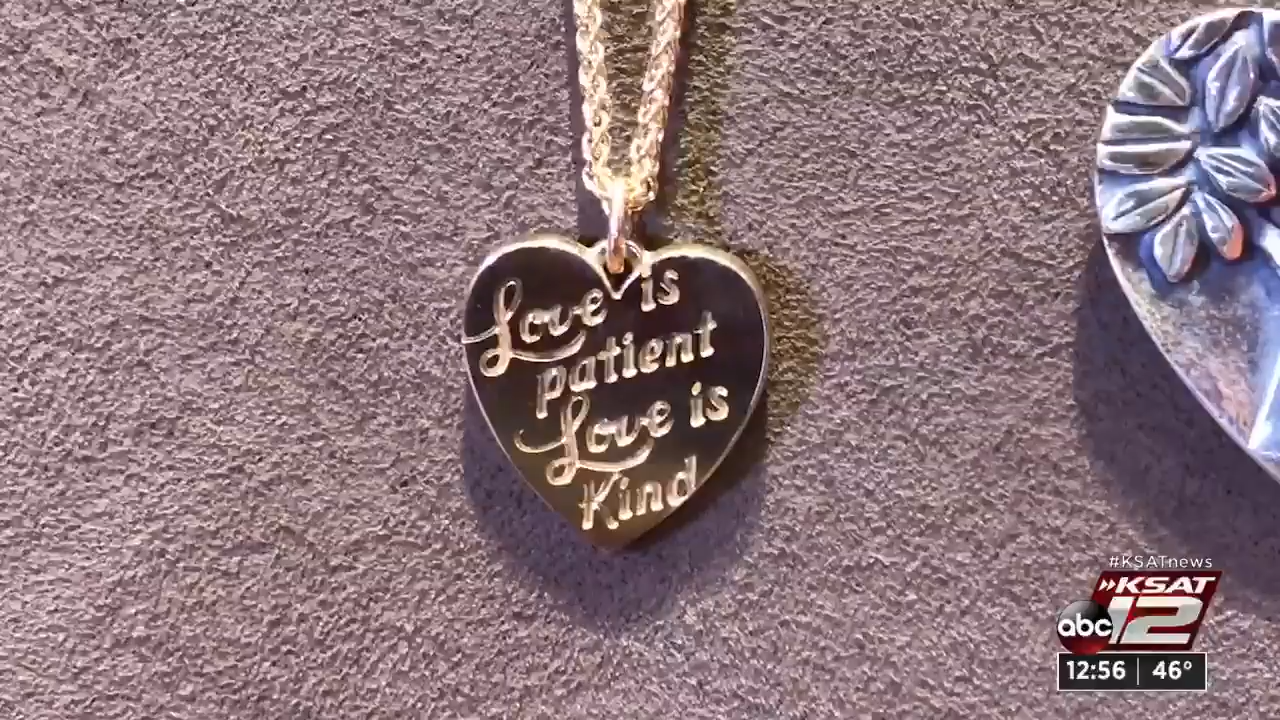 Love is
patient
Love is
Kind
#KSATnews
KSAT
abc 12
12:56 46°